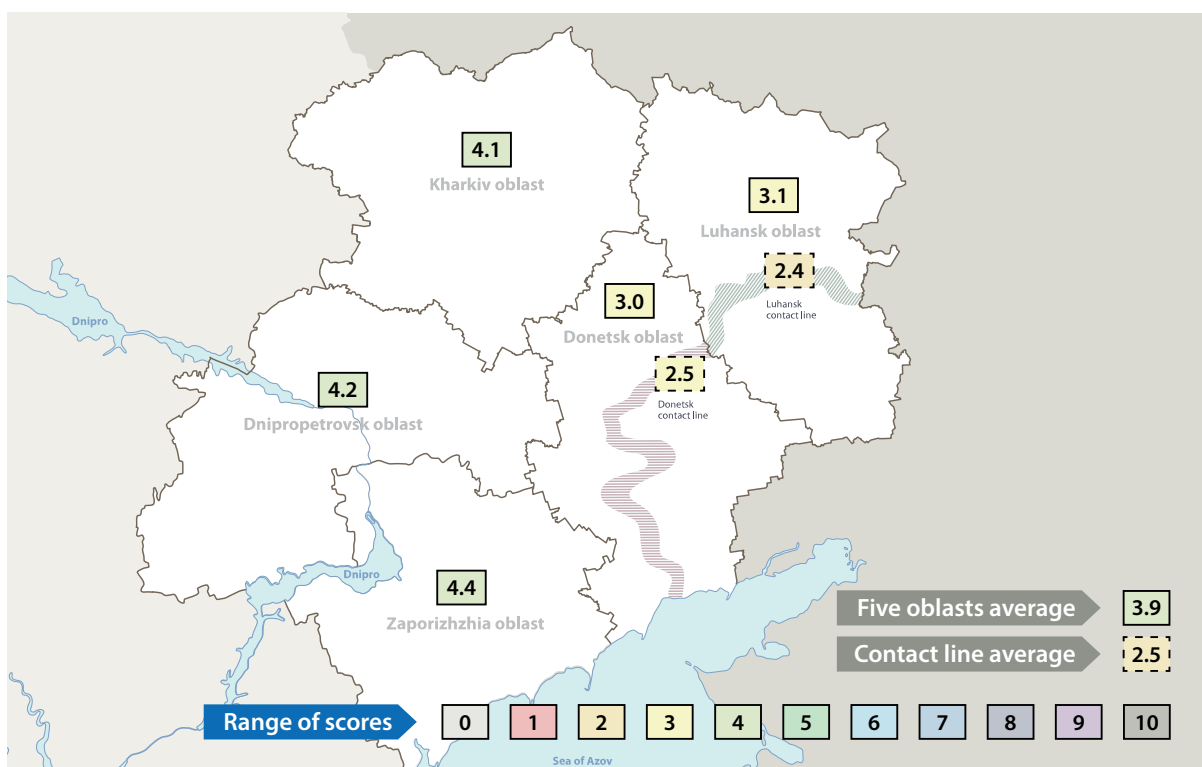 4.1
Kharkiv oblast
3.1
Luhansk oblast
2.4
Luhansk
contact line
3.0
Donetsk oblast
2.5
Donetsk
contact line
Dnipro
4.2
Dnipropetrovsk oblast
Dnipro
4.4
Zaporizhzhia oblast
Five oblasts average 3.9
Contact line average 2.5
Range of scores 0 1 2 3 4 5 6 7 8 9 10
Sea of Azov